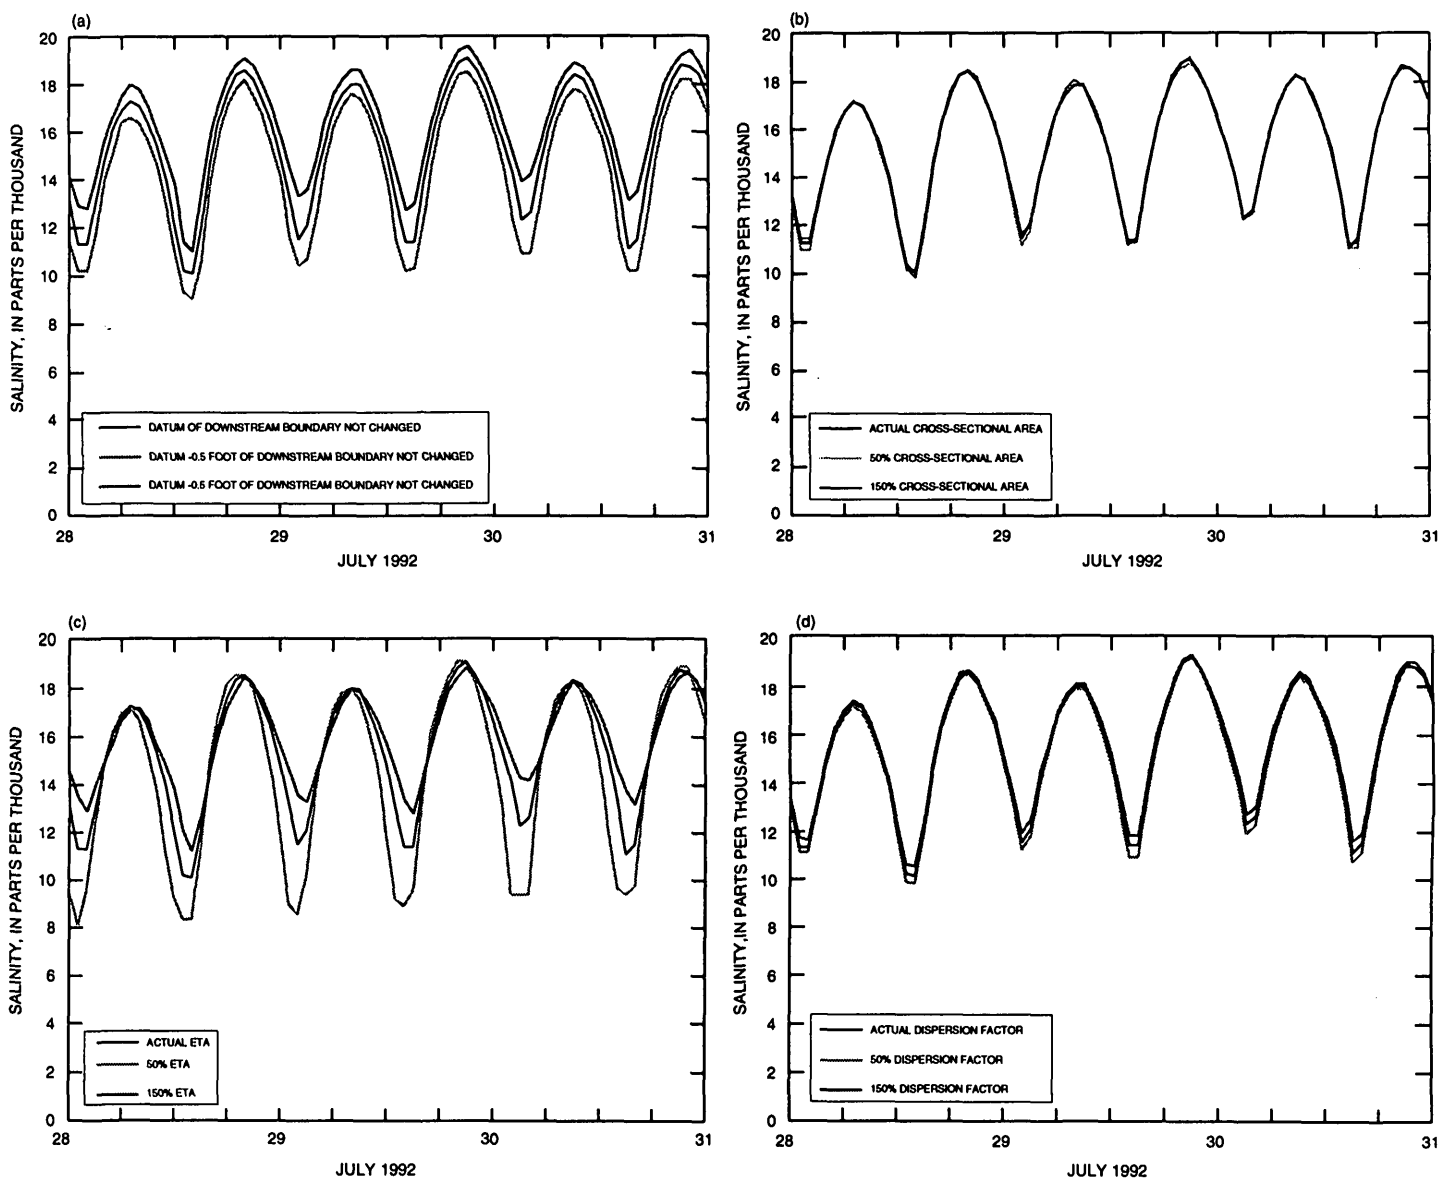 (a)
20
18
16
14
12
10
8
6
4
2
0
SALINITY, IN PARTS PER THOUSAND
DATUM OF DOWNSTREAM BOUNDARY NOT CHANGED
DATUM -0.5 FOOT OF DOWNSTREAM BOUNDARY NOT CHANGED
DATUM -0.5 FOOT OF DOWNSTREAM BOUNDARY NOT CHANGED
28 29 30 31
JULY 1992
(b)
20
18
16
14
12
10
8
6
4
2
0
SALINITY, IN PARTS PER THOUSAND
ACTUAL CROSS-SECTIONAL AREA
50% CROSS-SECTIONAL AREA
150% CROSS-SECTIONAL AREA
28 29 30 31
JULY 1992
(c)
20
18
16
14
12
10
8
6
4
2
0
SALINITY, IN PARTS PER THOUSAND
ACTUAL ETA
50% ETA
150% ETA
28 29 30 31
JULY 1992
(d)
20
18
16
14
12
10
8
6
4
2
0
SALINITY,IN PARTS PER THOUSAND
ACTUAL DISPERSION FACTOR
50% DISPERSION FACTOR
150% DISPERSION FACTOR
28 29 30 31
JULY 1992